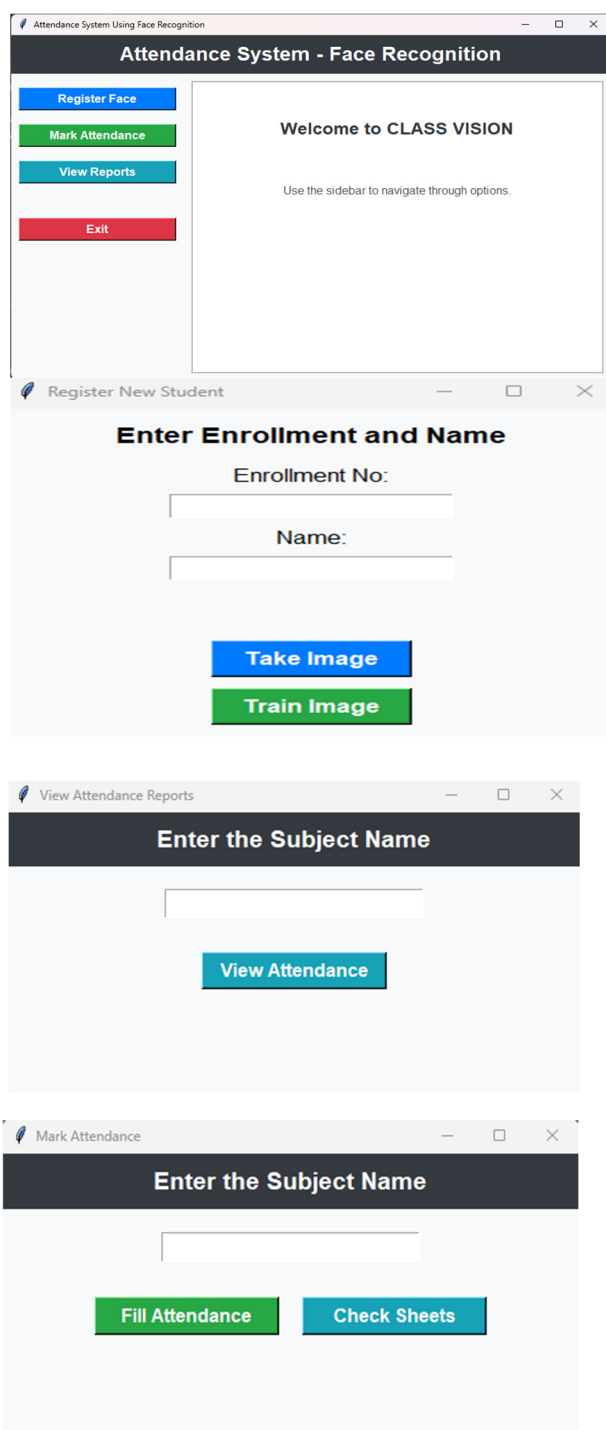 Attendance System Using Face Recognition
Attendance System - Face Recognition
Register Face
Mark Attendance
View Reports
Exit
Welcome to CLASS VISION
Use the sidebar to navigate through options.
Register New Student
Enter Enrollment and Name
Enrollment No:
Name:
Take Image
Train Image
View Attendance Reports
Enter the Subject Name
View Attendance
Mark Attendance
Enter the Subject Name
Fill Attendance Check Sheets